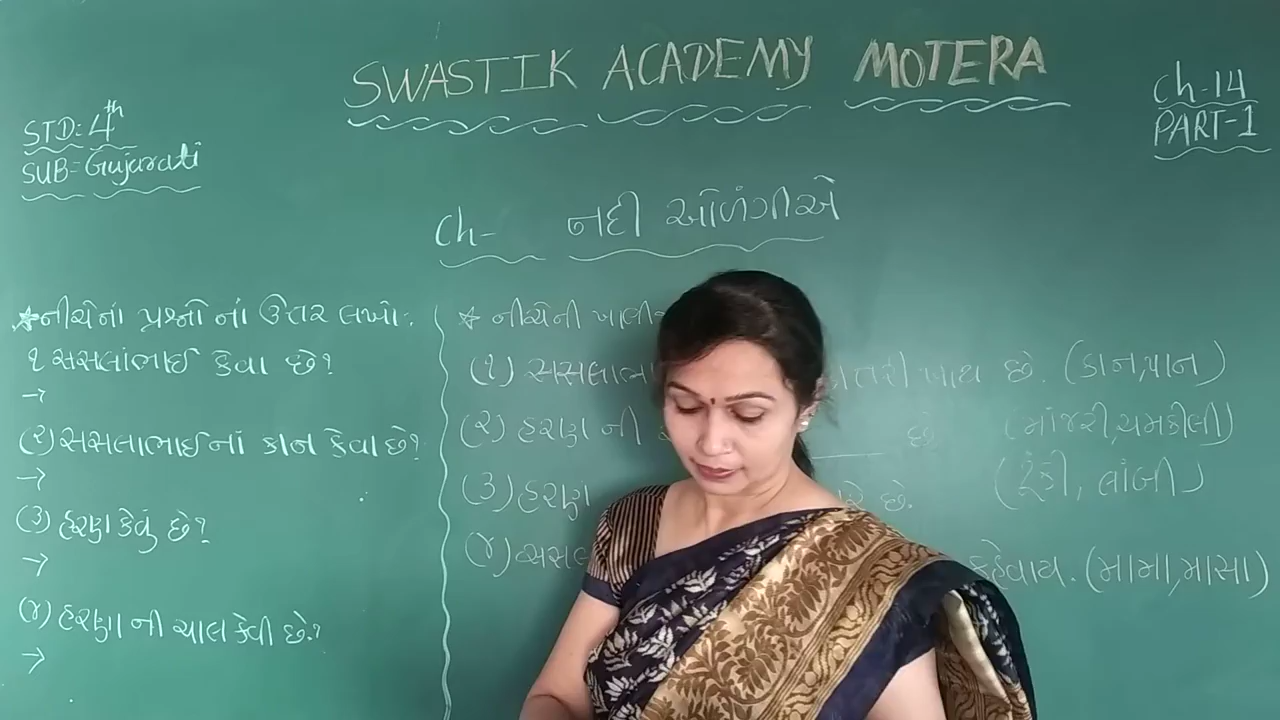 SWASTIK ACADEMY MOTERA
STD: 4th
SUB= Gujarati
Ch-14
PART-1
Ch- નદી ઓળંગીએ
નીચેનાં પ્રશ્નોનાં ઉત્તર લખો:.
૧ સસલાંભાઈ કેવા છે?
→
(૨) સસલાભાઈનાં કાન કેવા છે?
→
(૩) હરણ કેવું છે?
→
(૪) હરણ ની ચાલ કેવી છે.?
→
નીચેની
(૧) ખાય છે. (કાન,પાન)
(૨) હરણ ની છે. (માંજરી,ચમકીલી)
(૩) હરણ છે. (ટૂંકી, લાંબી)
(૪) કહેવાય. (મામા,માસા)